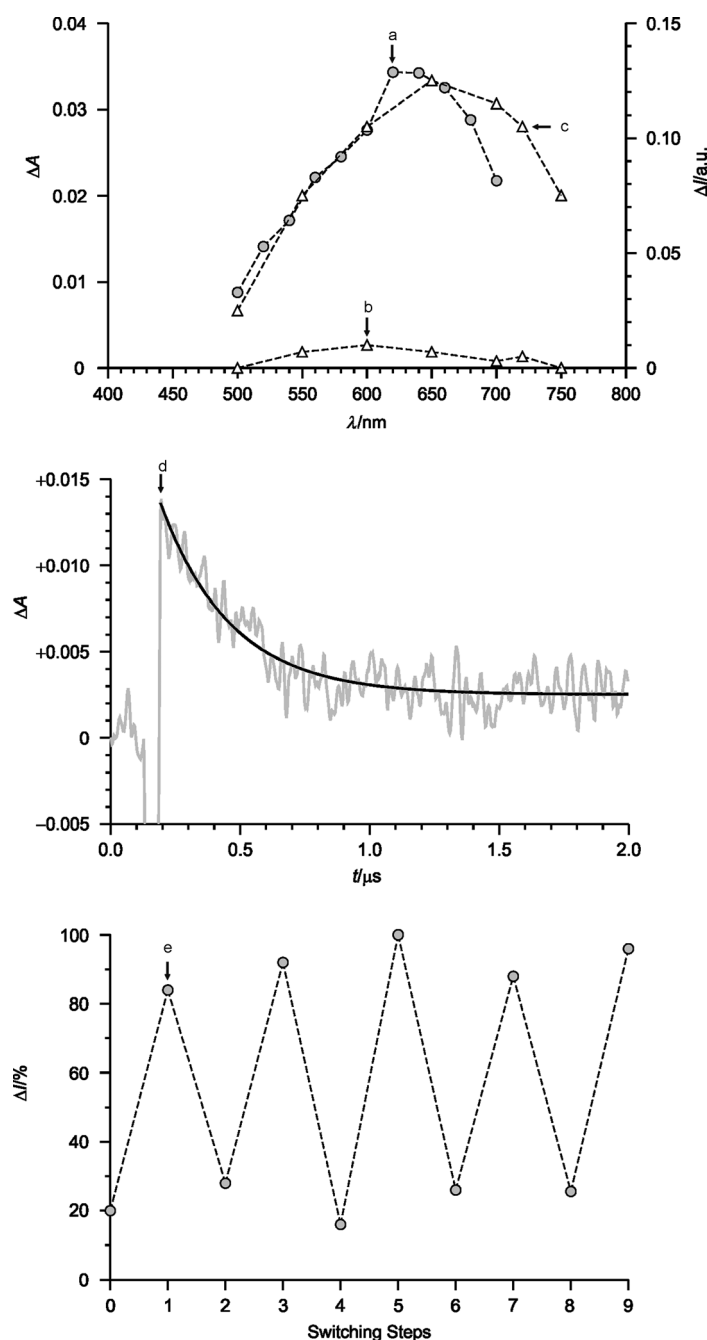 0.04
0.03
0.02
0.01
0
ΔA
0.15
0.10
0.05
0
ΔI/a.u.
a
c
b
400 450 500 550 600 650 700 750 800
λ/nm
d
+0.015
+0.010
+0.005
0
−0.005
ΔA
0.0 0.5 1.0 1.5 2.0
t/μs
e
100
80
60
40
20
0
ΔI/%
0 1 2 3 4 5 6 7 8 9
Switching Steps